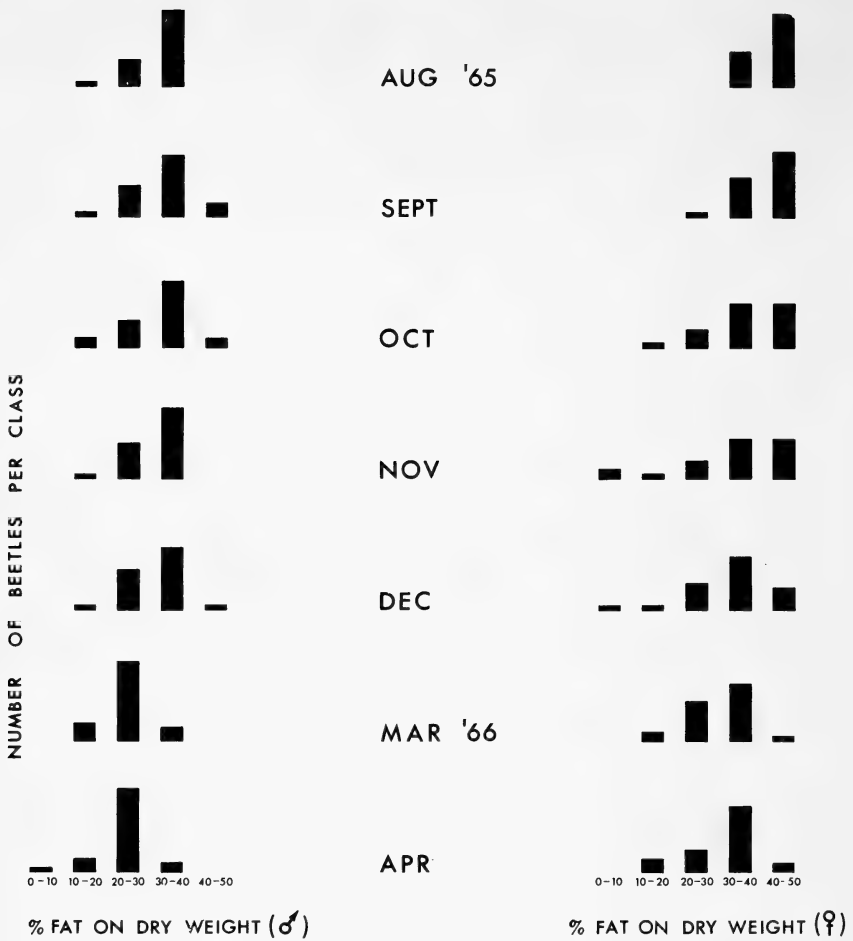 AUG '65
SEPT
OCT
NOV
DEC
MAR '66
APR
NUMBER OF BEETLES PER CLASS
0-10 10-20 20-30 30-40 40-50
0-10 10-20 20-30 30-40 40-50
% FAT ON DRY WEIGHT (♂)
% FAT ON DRY WEIGHT (♀)